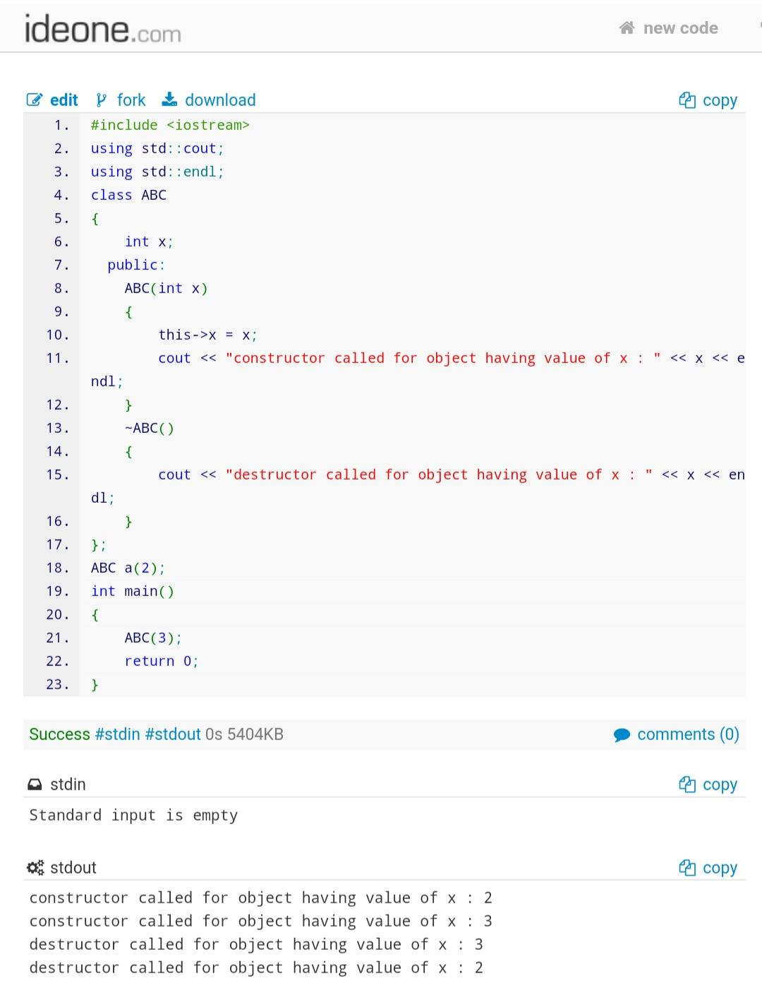 ideone.com new code
edit fork download copy
1. #include <iostream>
2. using std::cout;
3. using std::endl;
4. class ABC
5. {
6. int x;
7. public:
8. ABC(int x)
9. {
10. this->x = x;
11. cout << "constructor called for object having value of x : " << x << e
ndl;
12. }
13. ~ABC()
14. {
15. cout << "destructor called for object having value of x : " << x << en
dl;
16. }
17. };
18. ABC a(2);
19. int main()
20. {
21. ABC(3);
22. return 0;
23. }
Success #stdin #stdout 0s 5404KB comments (0)
stdin copy
Standard input is empty
stdout copy
constructor called for object having value of x : 2
constructor called for object having value of x : 3
destructor called for object having value of x : 3
destructor called for object having value of x : 2